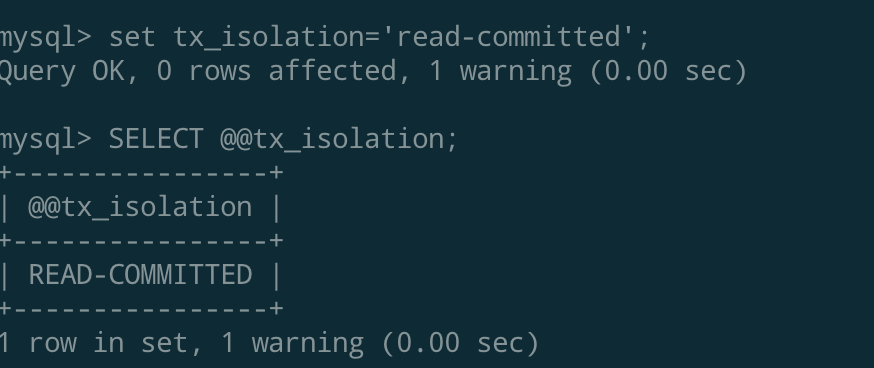 mysql> set tx_isolation='read-committed';
Query OK, 0 rows affected, 1 warning (0.00 sec)
mysql> SELECT @@tx_isolation;
+----------------+
| @@tx_isolation |
+----------------+
| READ-COMMITTED |
+----------------+
1 row in set, 1 warning (0.00 sec)